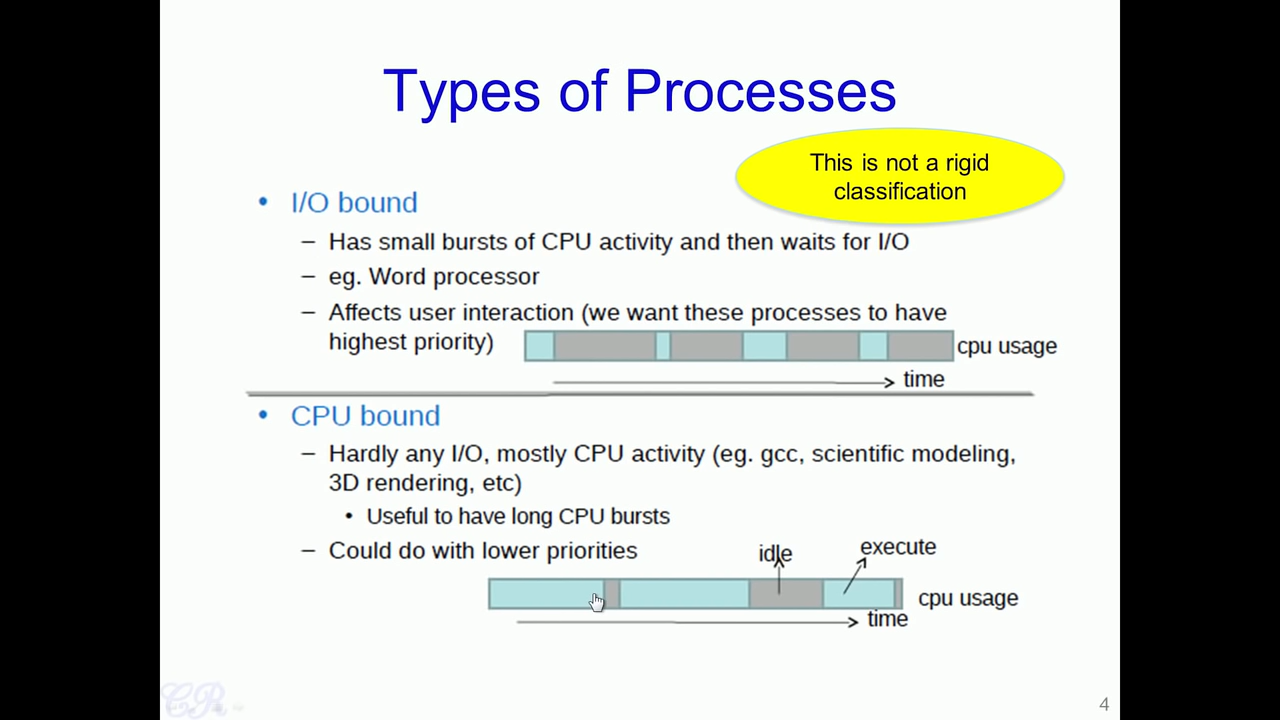 Types of Processes
This is not a rigid
classification
• I/O bound
– Has small bursts of CPU activity and then waits for I/O
– eg. Word processor
– Affects user interaction (we want these processes to have
highest priority)
cpu usage
time
• CPU bound
– Hardly any I/O, mostly CPU activity (eg. gcc, scientific modeling,
3D rendering, etc)
• Useful to have long CPU bursts
– Could do with lower priorities
idle
execute
cpu usage
time
CR
4